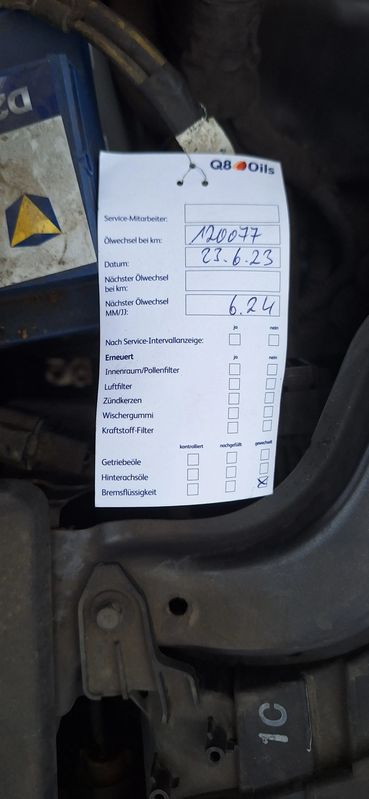 Q8 Oils
Service-Mitarbeiter:
Ölwechsel bei km: 120077
Datum: 23.6.23
Nächster Ölwechsel
bei km:
Nächster Ölwechsel
MM/JJ: 6.24
ja nein
Nach Service-Intervallanzeige:
Erneuert ja nein
Innenraum/Pollenfilter
Luftfilter
Zündkerzen
Wischergummi
Kraftstoff-Filter
kontrolliert nachgefüllt gewechselt
Getriebeöle
Hinterachsöle
Bremsflüssigkeit
1C